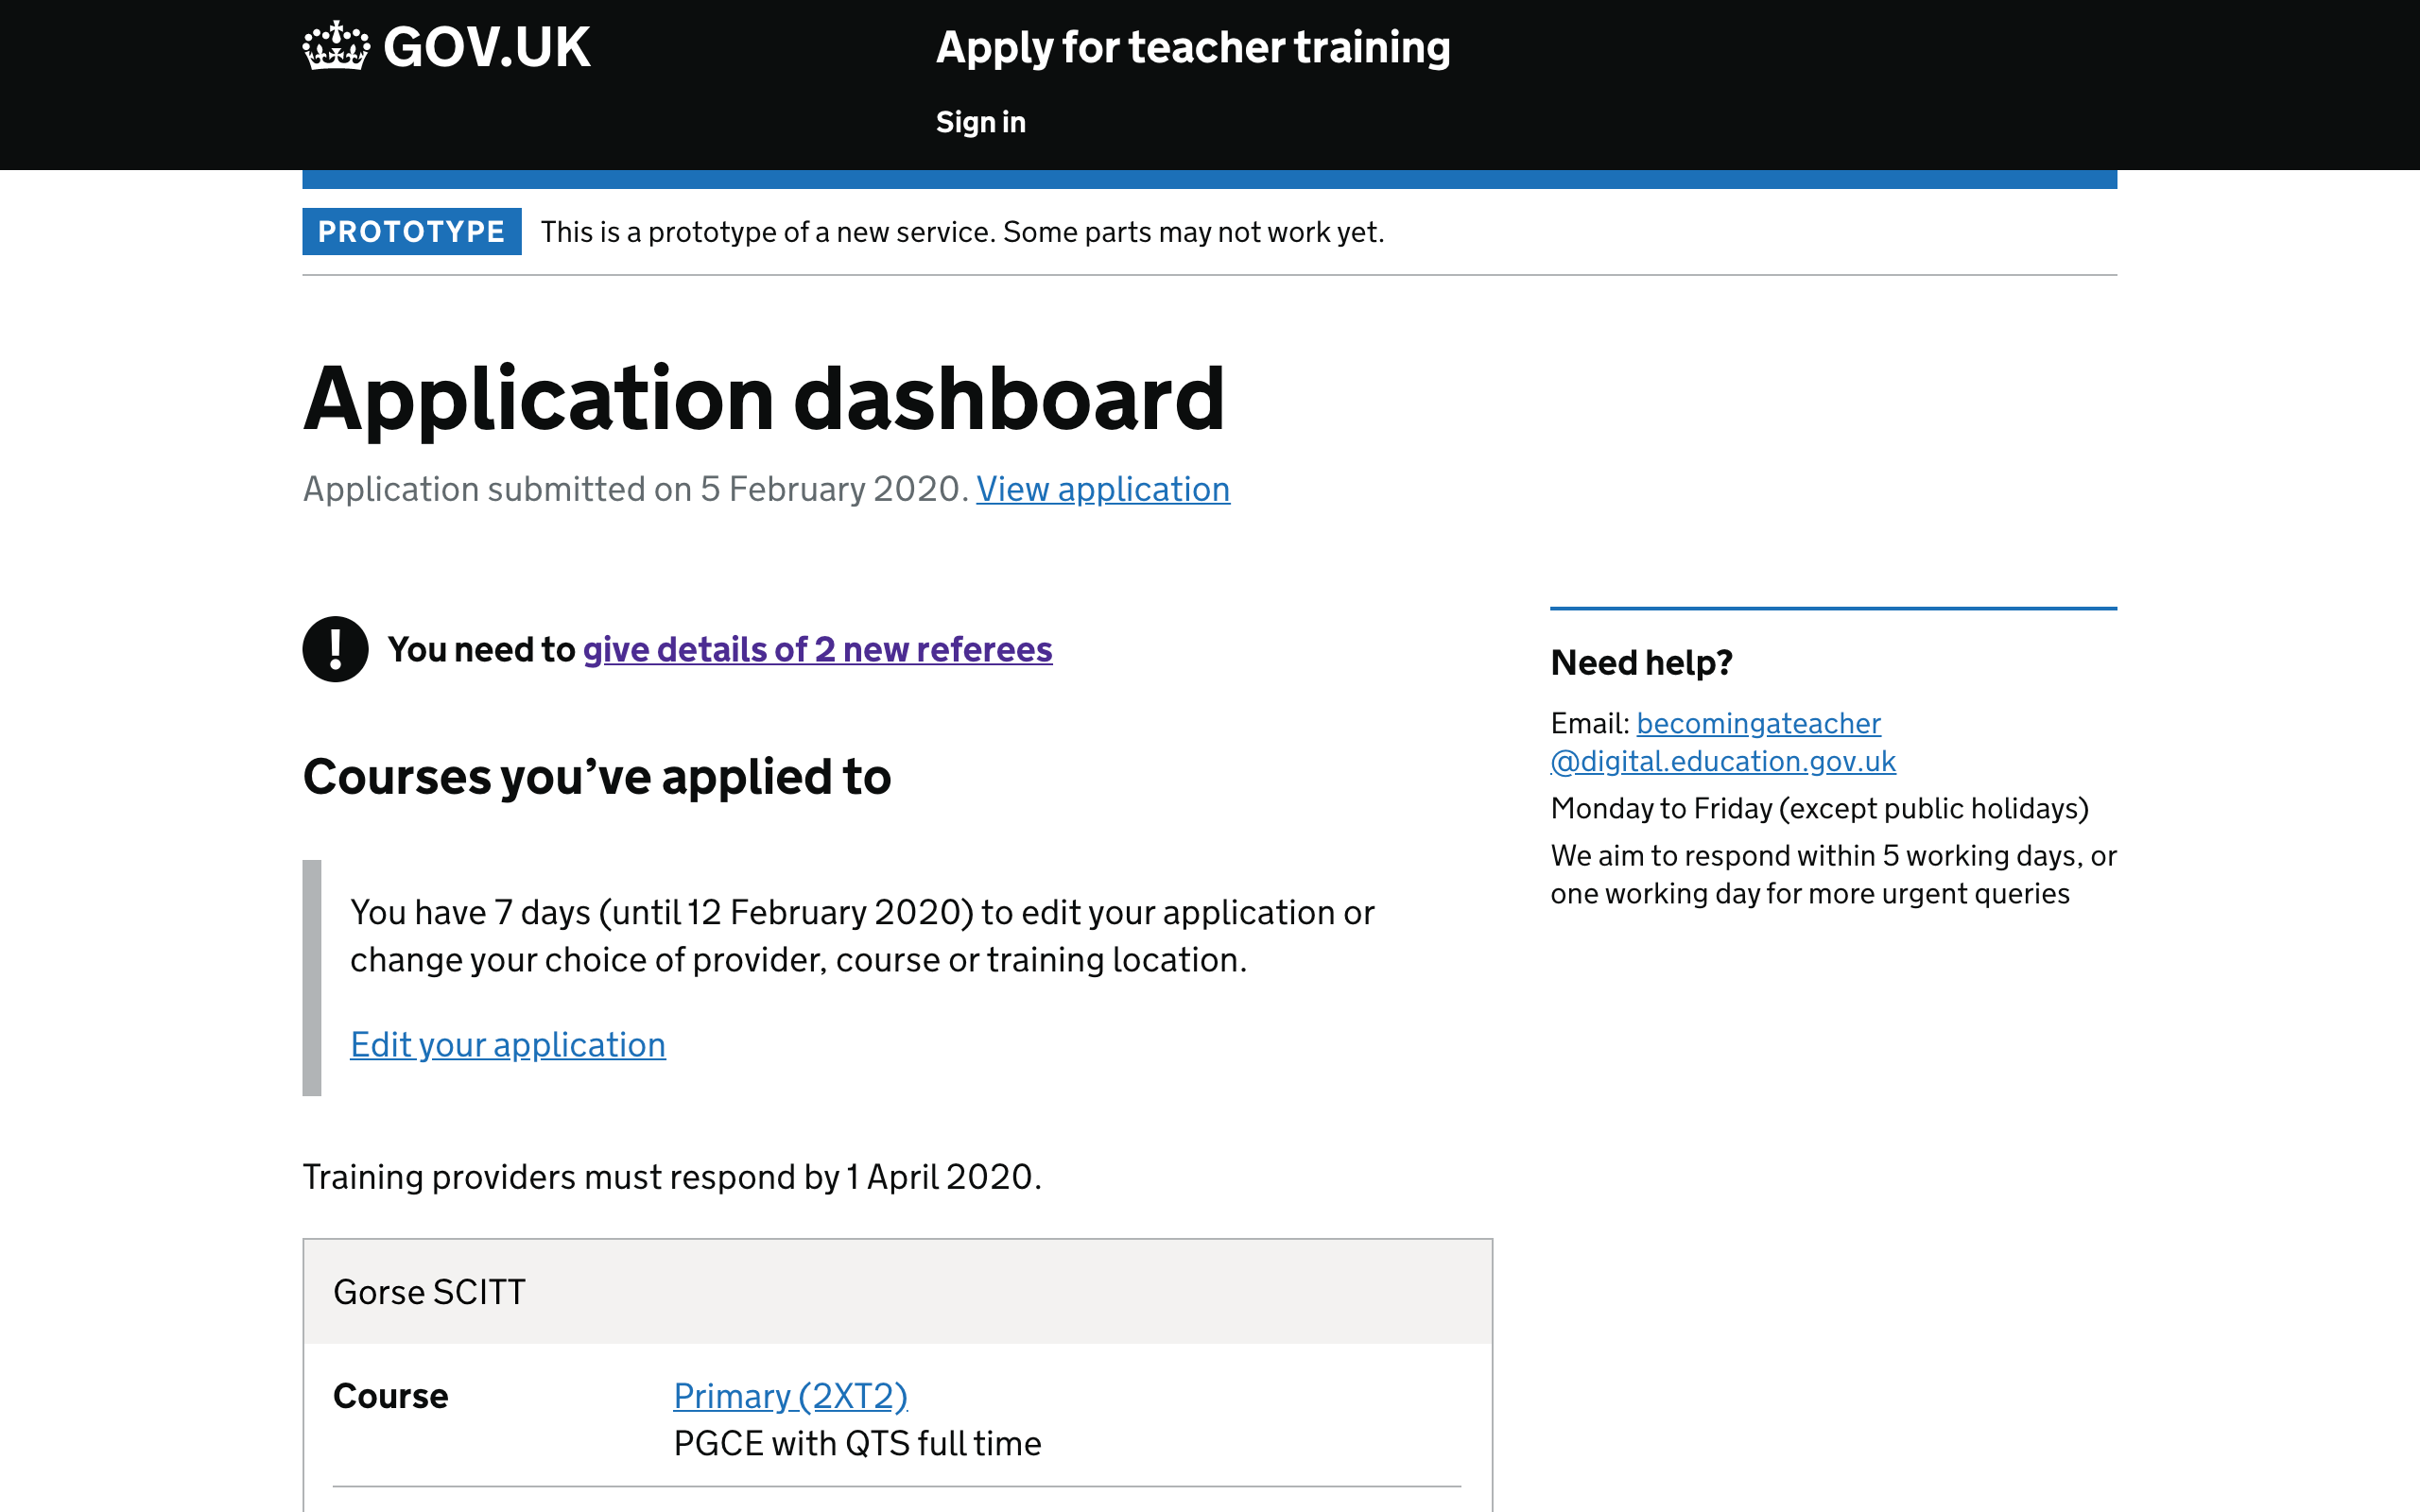 GOV.UK
Apply for teacher training
Sign in
PROTOTYPE This is a prototype of a new service. Some parts may not work yet.
Application dashboard
Application submitted on 5 February 2020. View application
! You need to give details of 2 new referees
Courses you’ve applied to
You have 7 days (until 12 February 2020) to edit your application or
change your choice of provider, course or training location.
Edit your application
Training providers must respond by 1 April 2020.
Gorse SCITT
Course Primary (2XT2)
PGCE with QTS full time
Need help?
Email: becomingateacher
@digital.education.gov.uk
Monday to Friday (except public holidays)
We aim to respond within 5 working days, or
one working day for more urgent queries